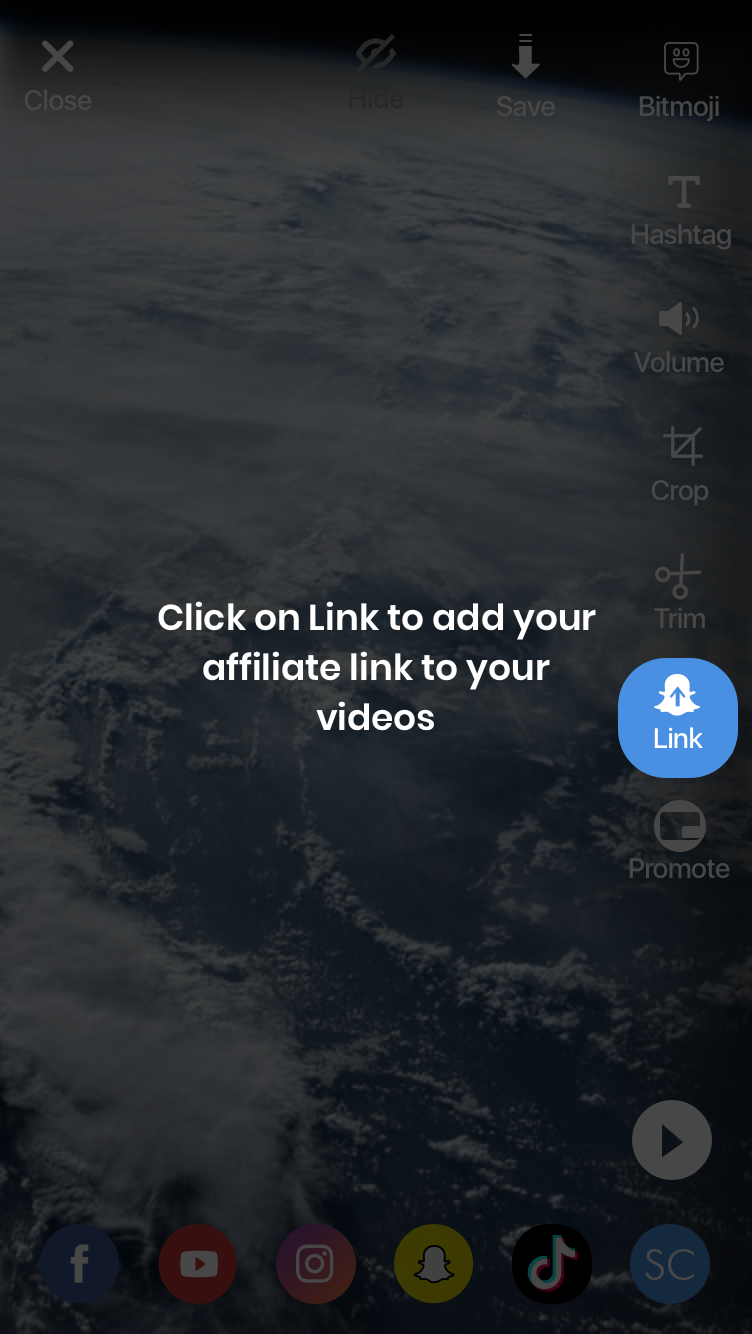 Close
Hide
Save
Bitmoji
Hashtag
Volume
Crop
Trim
Click on Link to add your
affiliate link to your
videos
Link
Promote
SC